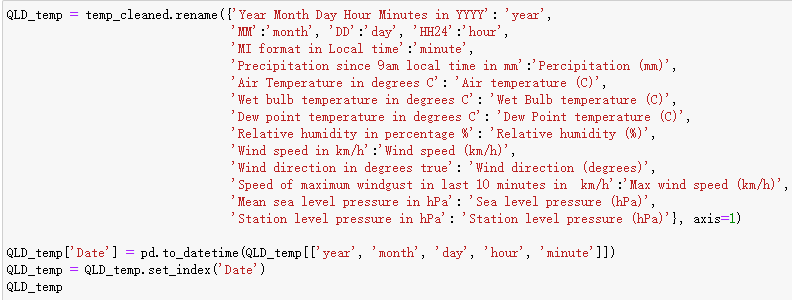 QLD_temp = temp_cleaned.rename({'Year Month Day Hour Minutes in YYYY': 'year',
'MM':'month', 'DD':'day', 'HH24':'hour',
'MI format in Local time':'minute',
'Precipitation since 9am local time in mm':'Percipitation (mm)',
'Air Temperature in degrees C': 'Air temperature (C)',
'Wet bulb temperature in degrees C': 'Wet Bulb temperature (C)',
'Dew point temperature in degrees C': 'Dew Point temperature (C)',
'Relative humidity in percentage %': 'Relative humidity (%)',
'Wind speed in km/h':'Wind speed (km/h)',
'Wind direction in degrees true': 'Wind direction (degrees)',
'Speed of maximum windgust in last 10 minutes in  km/h':'Max wind speed (km/h)',
'Mean sea level pressure in hPa': 'Sea level pressure (hPa)',
'Station level pressure in hPa': 'Station level pressure (hPa)'}, axis=1)
QLD_temp['Date'] = pd.to_datetime(QLD_temp[['year', 'month', 'day', 'hour', 'minute']])
QLD_temp = QLD_temp.set_index('Date')
QLD_temp